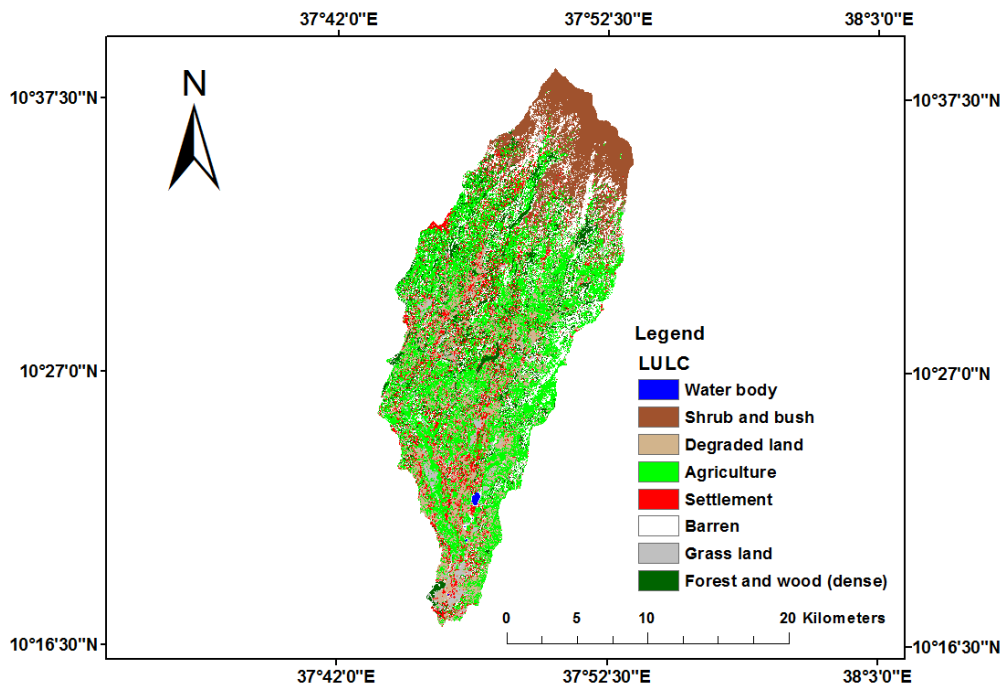 37°42'0"E 37°52'30"E 38°3'0"E
N
10°37'30"N 10°37'30"N
Legend
LULC
10°27'0"N 10°27'0"N
Water body
Shrub and bush
Degraded land
Agriculture
Settlement
Barren
Grass land
Forest and wood (dense)
0 5 10 20 Kilometers
10°16'30"N 10°16'30"N
37°42'0"E 37°52'30"E 38°3'0"E